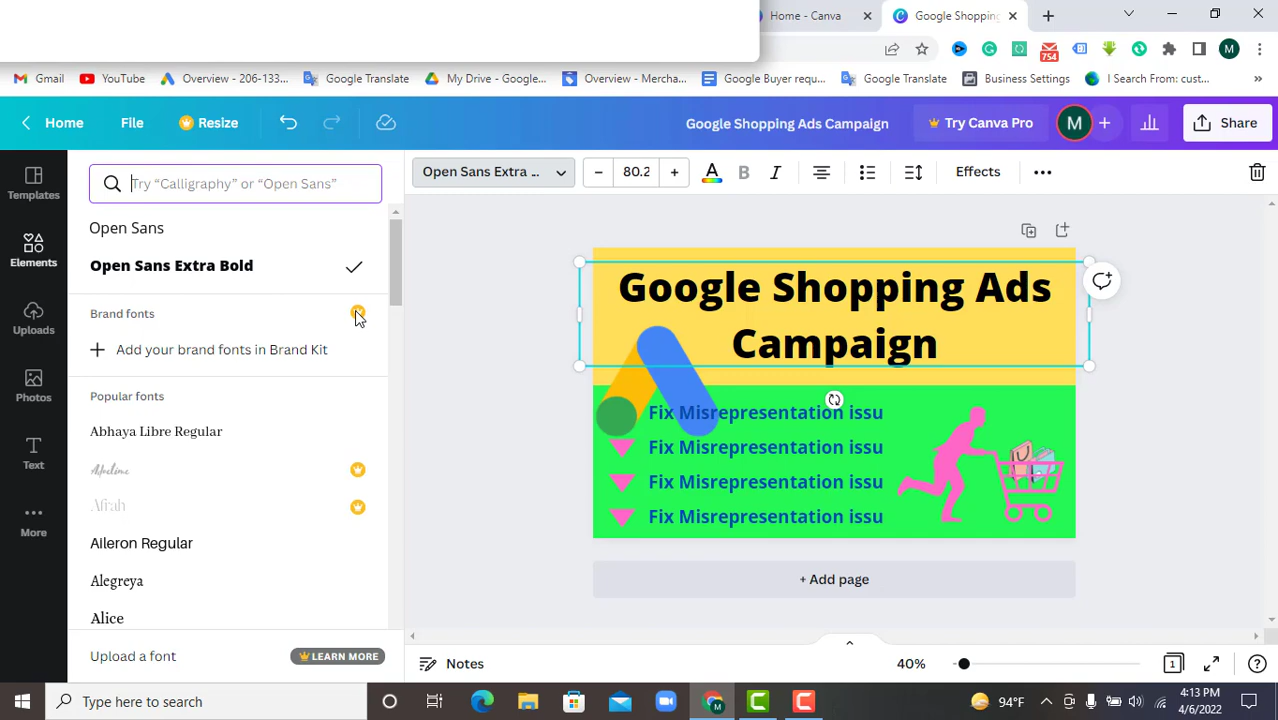 Home - Canva
Google Shopping
Gmail
YouTube
Overview - 206-133...
Google Translate
My Drive - Google...
Overview - Mercha...
Google Buyer requ...
Google Translate
Business Settings
I Search From: cust...
754
M
Home
File
Resize
Google Shopping Ads Campaign
Try Canva Pro
M
Share
Templates
Elements
Uploads
Photos
Text
More
Try “Calligraphy” or “Open Sans”
Open Sans
Open Sans Extra Bold
Brand fonts
Add your brand fonts in Brand Kit
Popular fonts
Abhaya Libre Regular
Adeline
Afrah
Aileron Regular
Alegreya
Alice
Upload a font
LEARN MORE
Open Sans Extra ...
80.2
A
B
I
Effects
Google Shopping Ads
Campaign
Fix Misrepresentation issu
Fix Misrepresentation issu
Fix Misrepresentation issu
Fix Misrepresentation issu
+ Add page
Notes
40%
1
Type here to search
94°F
4:13 PM
4/6/2022